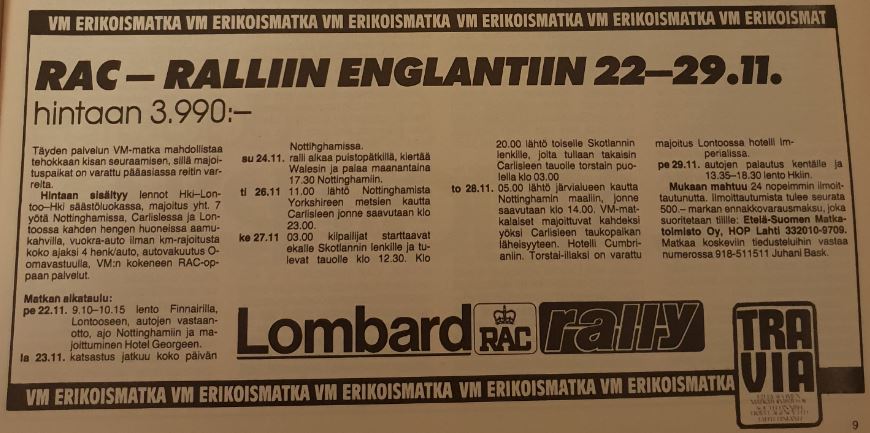 VM ERIKOISMATKA VM ERIKOISMATKA VM ERIKOISMATKA VM ERIKOISMATKA VM ERIKOISMATKA VM ERIKOISMAT
RAC – RALLIIN ENGLANTIIN 22–29.11.
hintaan 3.990:–
Täyden palvelun VM-matka mahdollistaa
tehokkaan kisan seuraamisen, sillä majoi-
tuspaikat on varattu pääasiassa reitin var-
relta.
Hintaan sisältyy lennot Hki–Lon-
too–Hki säästöluokassa, majoitus yht. 7
yötä Nottinghamissa, Carlislessa ja Lon-
toossa kahden hengen huoneissa aamu-
kahvilla, vuokra-auto ilman km-rajoitusta
koko ajaksi 4 henk/auto, autovakuutus O-
omavastuulla, VM:n kokeneen RAC-op-
paan palvelut.
Matkan aikataulu:
pe 22.11. 9.10–10.15 lento Finnairilla,
Lontooseen, autojen vastaan-
otto, ajo Nottinghamiin ja ma-
joittuminen Hotel Georgeen.
la 23.11. katsastus jatkuu koko päivän
Nottihghamissa.
su 24.11. ralli alkaa puistopätkillä, kiertää
Walesin ja palaa maanantaina
17.30 Nottinghamiin.
ti 26.11 11.00 lähtö Nottinghamista
Yorkshireen metsien kautta
Carlisleen jonne saavutaan klo
23.00.
ke 27.11 03.00 kilpailijat starttaavat
ekalle Skotlannin lenkille ja tu-
levat tauolle klo 12.30. Klo
20.00 lähtö toiselle Skotlannin
lenkille, jolta tullaan takaisin
Carlisleen tauolle torstain puo-
lella klo 03.00
to 28.11. 05.00 lähtö järvialueen kautta
Nottinghamin maaliin, jonne
saavutaan klo 14.00. VM-mat-
kalaiset majoittuvat kahdeksi
yöksi Carlisleen taukopaikan
läheisyyteen. Hotelli Cumbri-
aniin. Torstai-illaksi on varattu
majoitus Lontoossa hotelli Im-
perialissa.
pe 29.11. autojen palautus kentälle ja
13.35–18.30 lento Hkiin.
Mukaan mahtuu 24 nopeimmin ilmoit-
tautunutta. Ilmoittautumista tulee seurata
500.– markan ennakkovarausmaksu, joka
suoritetaan tilille: Etelä-Suomen Matka-
toimisto Oy, HOP Lahti 332010-9709.
Matkaa koskeviin tiedusteluihin vastaa
numerossa 918-511511 Juhani Bask.
Lombard RAC rally
TRA
VIA
VM ERIKOISMATKA VM ERIKOISMATKA VM ERIKOISMATKA VM ERIKOISMATKA VM ERIKOISMATKA
9